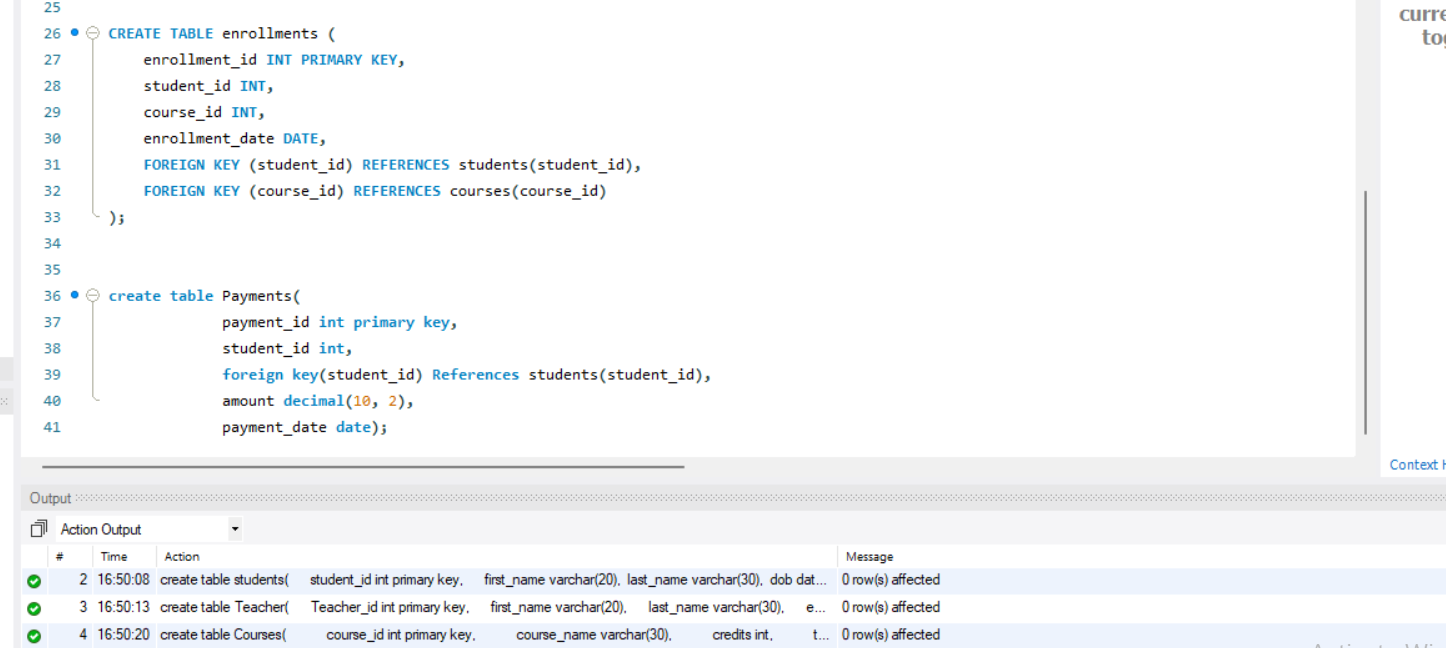 25
26 CREATE TABLE enrollments (
27 enrollment_id INT PRIMARY KEY,
28 student_id INT,
29 course_id INT,
30 enrollment_date DATE,
31 FOREIGN KEY (student_id) REFERENCES students(student_id),
32 FOREIGN KEY (course_id) REFERENCES courses(course_id)
33 );
34
35
36 create table Payments(
37 payment_id int primary key,
38 student_id int,
39 foreign key(student_id) References students(student_id),
40 amount decimal(10, 2),
41 payment_date date);
curre
tog
Context H
Output
Action Output
# Time Action Message
2 16:50:08 create table students( student_id int primary key, first_name varchar(20), last_name varchar(30), dob dat... 0 row(s) affected
3 16:50:13 create table Teacher( Teacher_id int primary key, first_name varchar(20), last_name varchar(30), e... 0 row(s) affected
4 16:50:20 create table Courses( course_id int primary key, course_name varchar(30), credits int, t... 0 row(s) affected